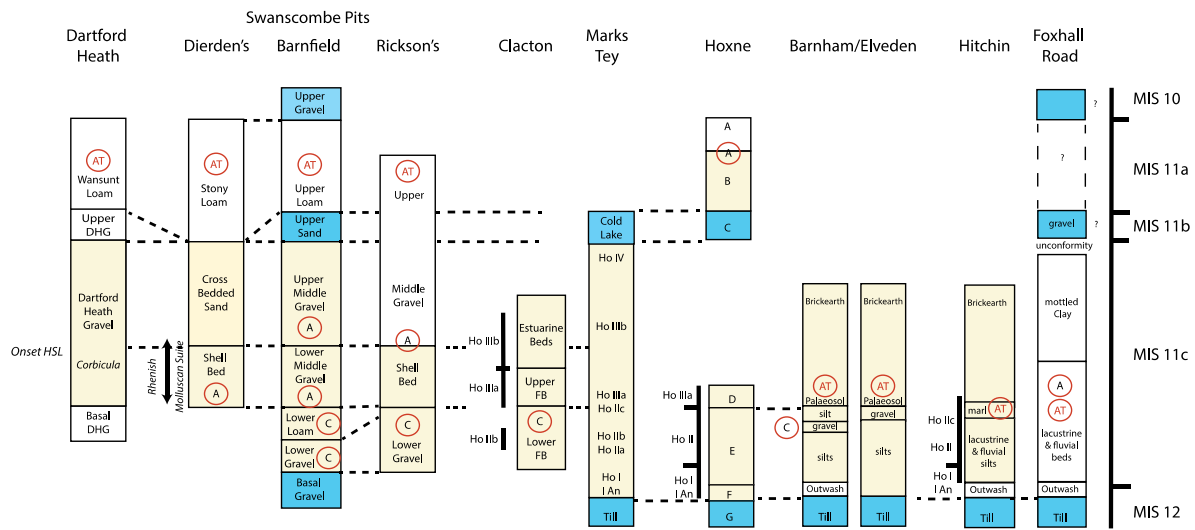 Swanscombe Pits
Dartford
Heath
Dierden's
Barnfield
Rickson's
Clacton
Marks
Tey
Hoxne
Barnham/Elveden
Hitchin
Foxhall
Road
AT
Wansunt
Loam
Upper
DHG
Dartford
Heath
Gravel
Corbicula
Basal
DHG
Onset HSL
Rhenish
Molluscan Suite
AT
Stony
Loam
Cross
Bedded
Sand
Shell
Bed
A
Upper
Gravel
AT
Upper
Loam
Upper
Sand
Upper
Middle
Gravel
A
Lower
Middle
Gravel
A
Lower
Loam
C
Lower
Gravel
C
Basal
Gravel
AT
Upper
Middle
Gravel
A
Shell
Bed
C
Lower
Gravel
Ho IIIb
Ho IIIa
Ho IIb
Estuarine
Beds
Upper
FB
C
Lower
FB
Cold
Lake
Ho IV
Ho IIIb
Ho IIIa
Ho IIc
Ho IIb
Ho IIa
Ho I
l An
Till
A
A
B
C
Ho IIIa
Ho II
Ho I
l An
D
E
F
G
Brickearth
AT
Palaeosol
silt
gravel
C
silts
Outwash
Till
Brickearth
AT
Palaeosol
gravel
silts
Outwash
Till
Ho IIc
Ho II
Ho I
l An
Brickearth
marl
AT
lacustrine
& fluvial
silts
Outwash
Till
?
?
gravel
?
unconformity
mottled
Clay
A
AT
lacustrine
& fluvial
beds
Outwash
Till
MIS 10
MIS 11a
MIS 11b
MIS 11c
MIS 12